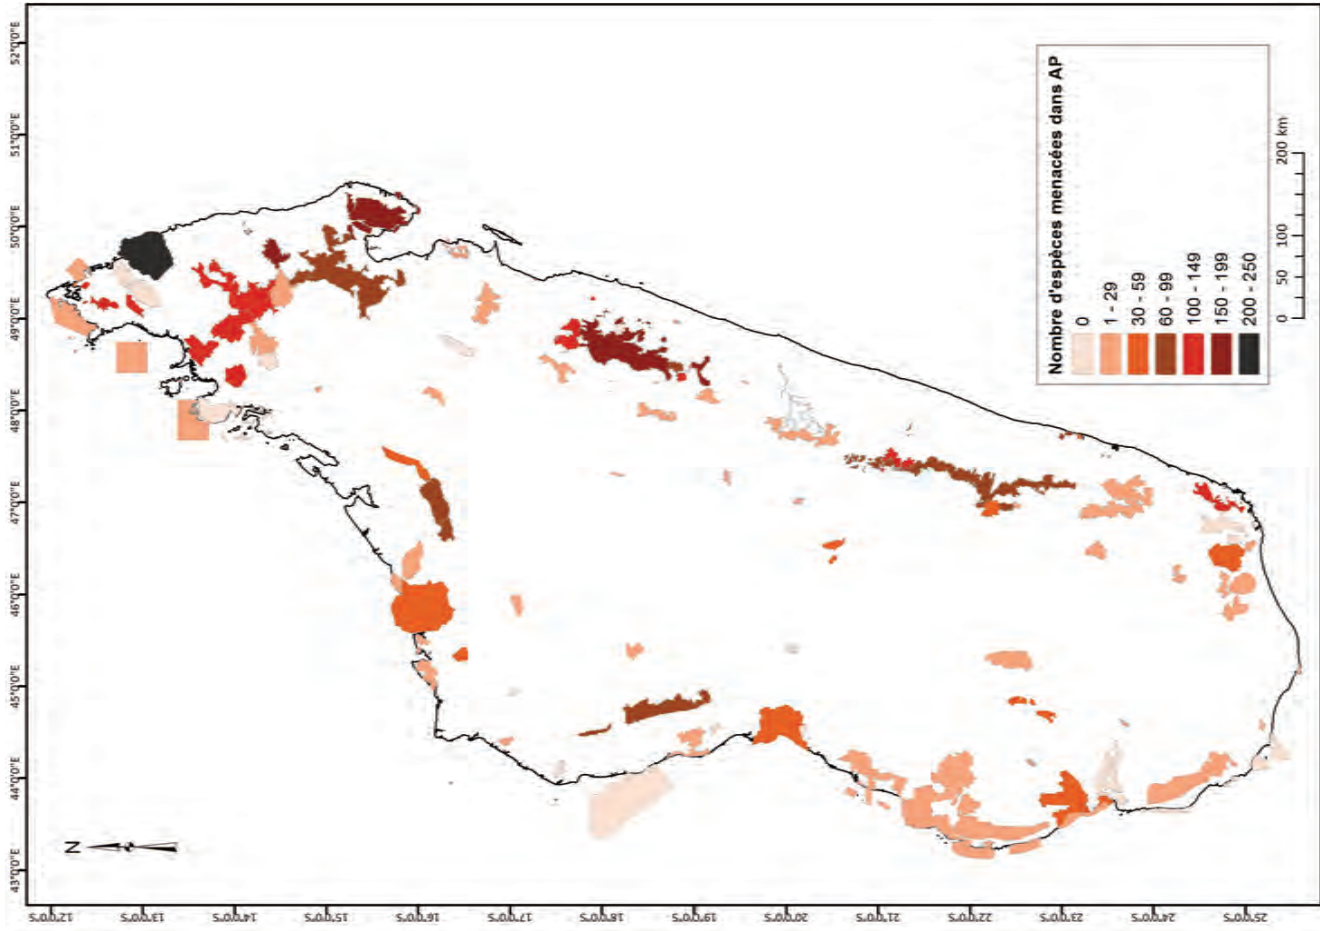 43°0'0"E
44°0'0"E
45°0'0"E
46°0'0"E
47°0'0"E
48°0'0"E
49°0'0"E
50°0'0"E
51°0'0"E
52°0'0"E
N
12°0'0"S
13°0'0"S
14°0'0"S
15°0'0"S
16°0'0"S
17°0'0"S
18°0'0"S
19°0'0"S
20°0'0"S
21°0'0"S
22°0'0"S
23°0'0"S
24°0'0"S
25°0'0"S
Nombre d'espèces menacées dans AP
0
1 - 29
30 - 59
60 - 99
100 - 149
150 - 199
200 - 250
0 50 100 200 km